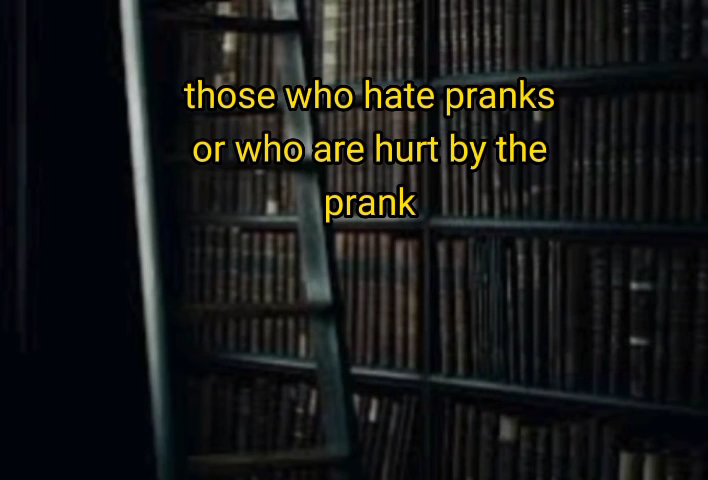 those who hate pranks
or who are hurt by the
prank